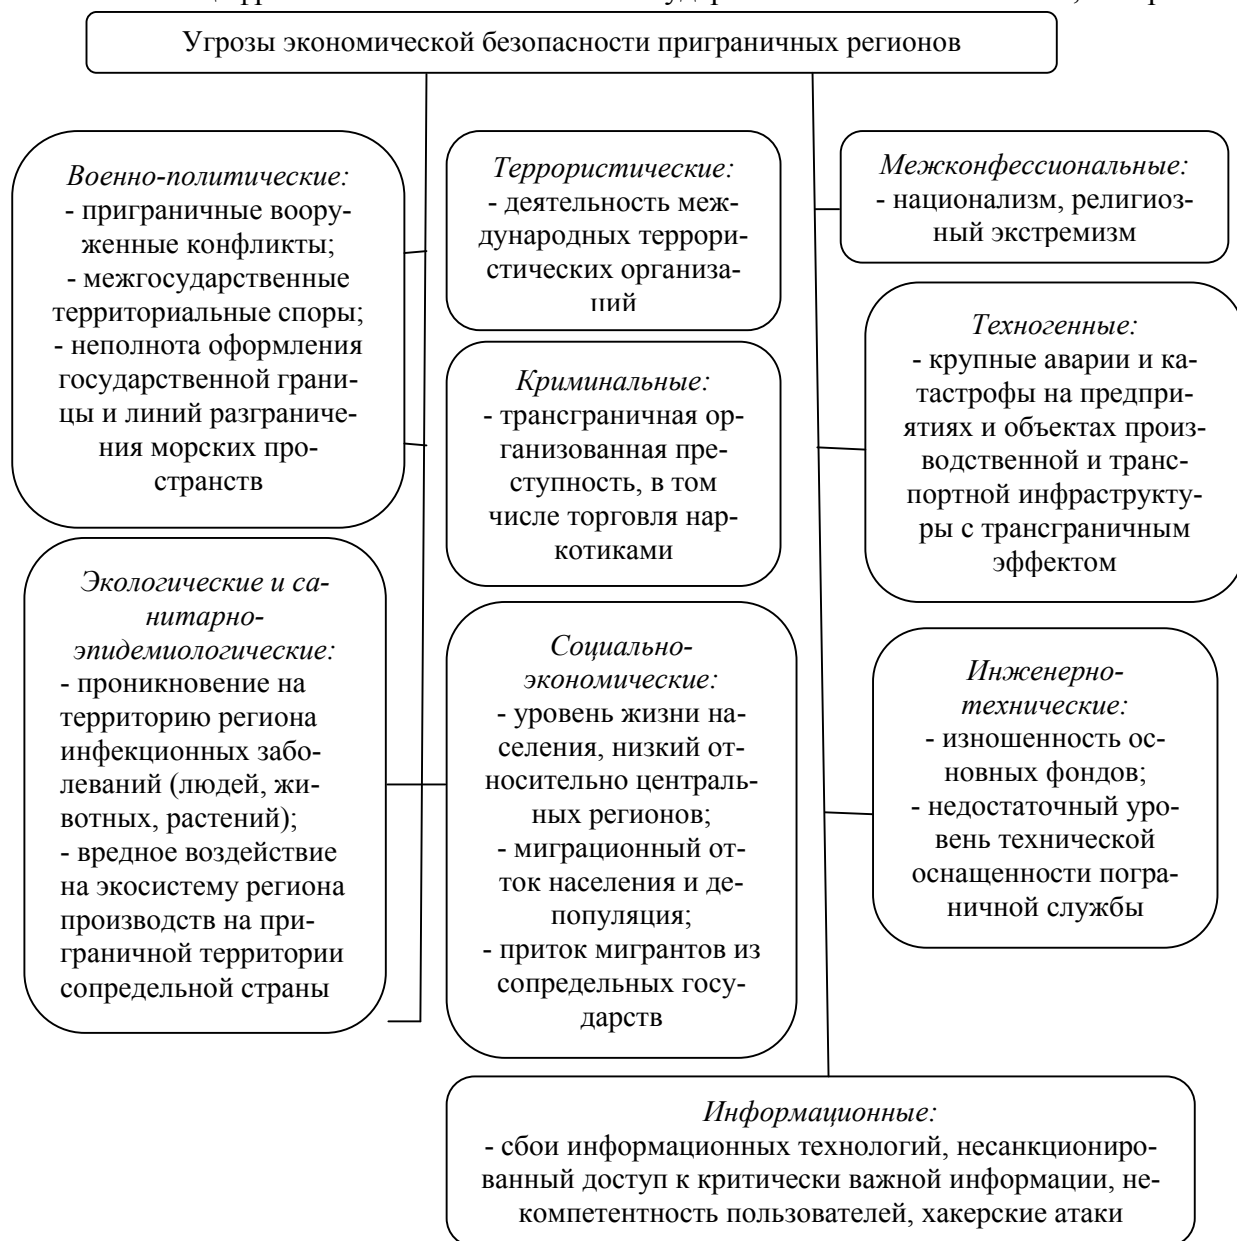 Угрозы экономической безопасности приграничных регионов
Военно-политические:
- приграничные воору-
женные конфликты;
- межгосударственные
территориальные споры;
- неполнота оформления
государственной грани-
цы и линий разграниче-
ния морских про-
странств
Экологические и са-
нитарно-
эпидемиологические:
- проникновение на
территорию региона
инфекционных забо-
леваний (людей, жи-
вотных, растений);
- вредное воздействие
на экосистему региона
производств на при-
граничной территории
сопредельной страны
Террористические:
- деятельность меж-
дународных террори-
стических организа-
ций
Криминальные:
- трансграничная ор-
ганизованная пре-
ступность, в том
числе торговля нар-
котиками
Социально-
экономические:
- уровень жизни на-
селения, низкий от-
носительно централь-
ных регионов;
- миграционный от-
ток населения и де-
популяция;
- приток мигрантов из
сопредельных госу-
дарств
Межконфессиональные:
- национализм, религиоз-
ный экстремизм
Техногенные:
- крупные аварии и ка-
тастрофы на предпри-
ятиях и объектах произ-
водственной и транс-
портной инфраструкту-
ры с трансграничным
эффектом
Инженерно-
технические:
- изношенность ос-
новных фондов;
- недостаточный уро-
вень технической
оснащенности погра-
ничной службы
Информационные:
- сбои информационных технологий, несанкциониро-
ванный доступ к критически важной информации, не-
компетентность пользователей, хакерские атаки